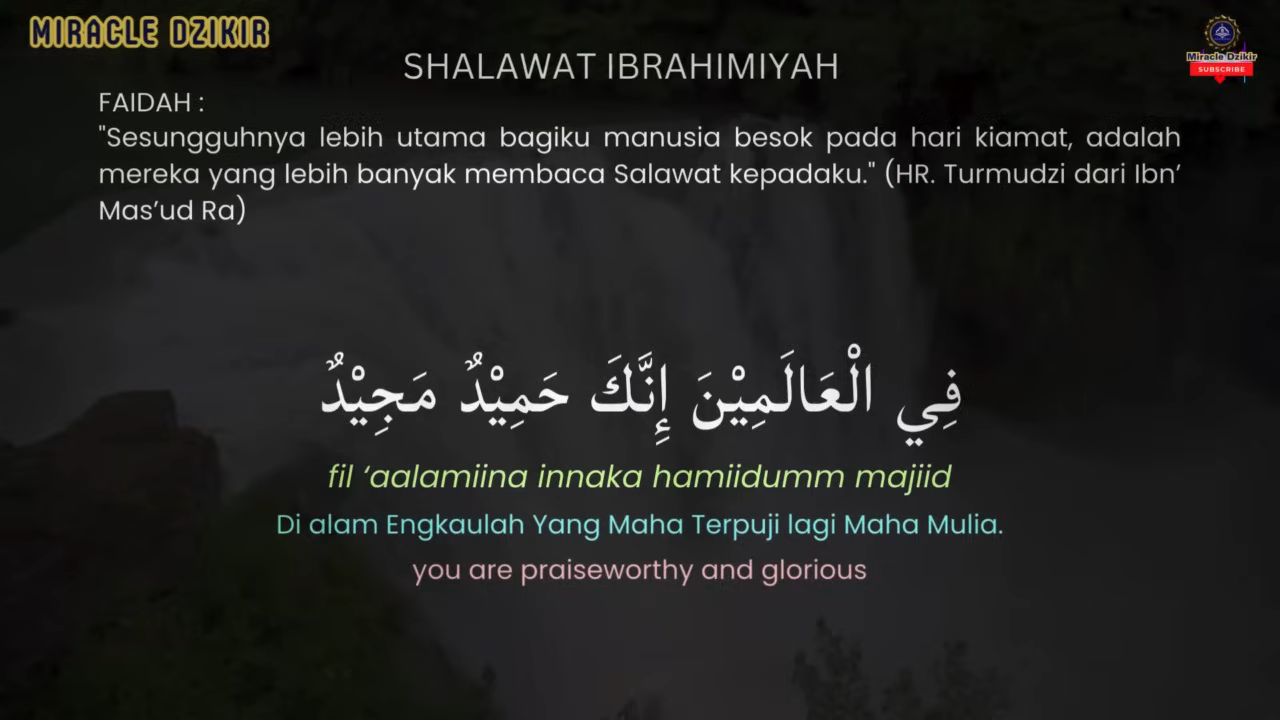 MIRACLE DZIKIR
Miracle Dzikir
SUBSCRIBE
SHALAWAT IBRAHIMIYAH
FAIDAH :
"Sesungguhnya lebih utama bagiku manusia besok pada hari kiamat, adalah
mereka yang lebih banyak membaca Salawat kepadaku." (HR. Turmudzi dari Ibn’
Mas’ud Ra)
فِي الْعَالَمِيْنَ إِنَّكَ حَمِيْدٌ مَجِيْدٌ
fil ‘aalamiina innaka hamiidumm majiid
Di alam Engkaulah Yang Maha Terpuji lagi Maha Mulia.
you are praiseworthy and glorious